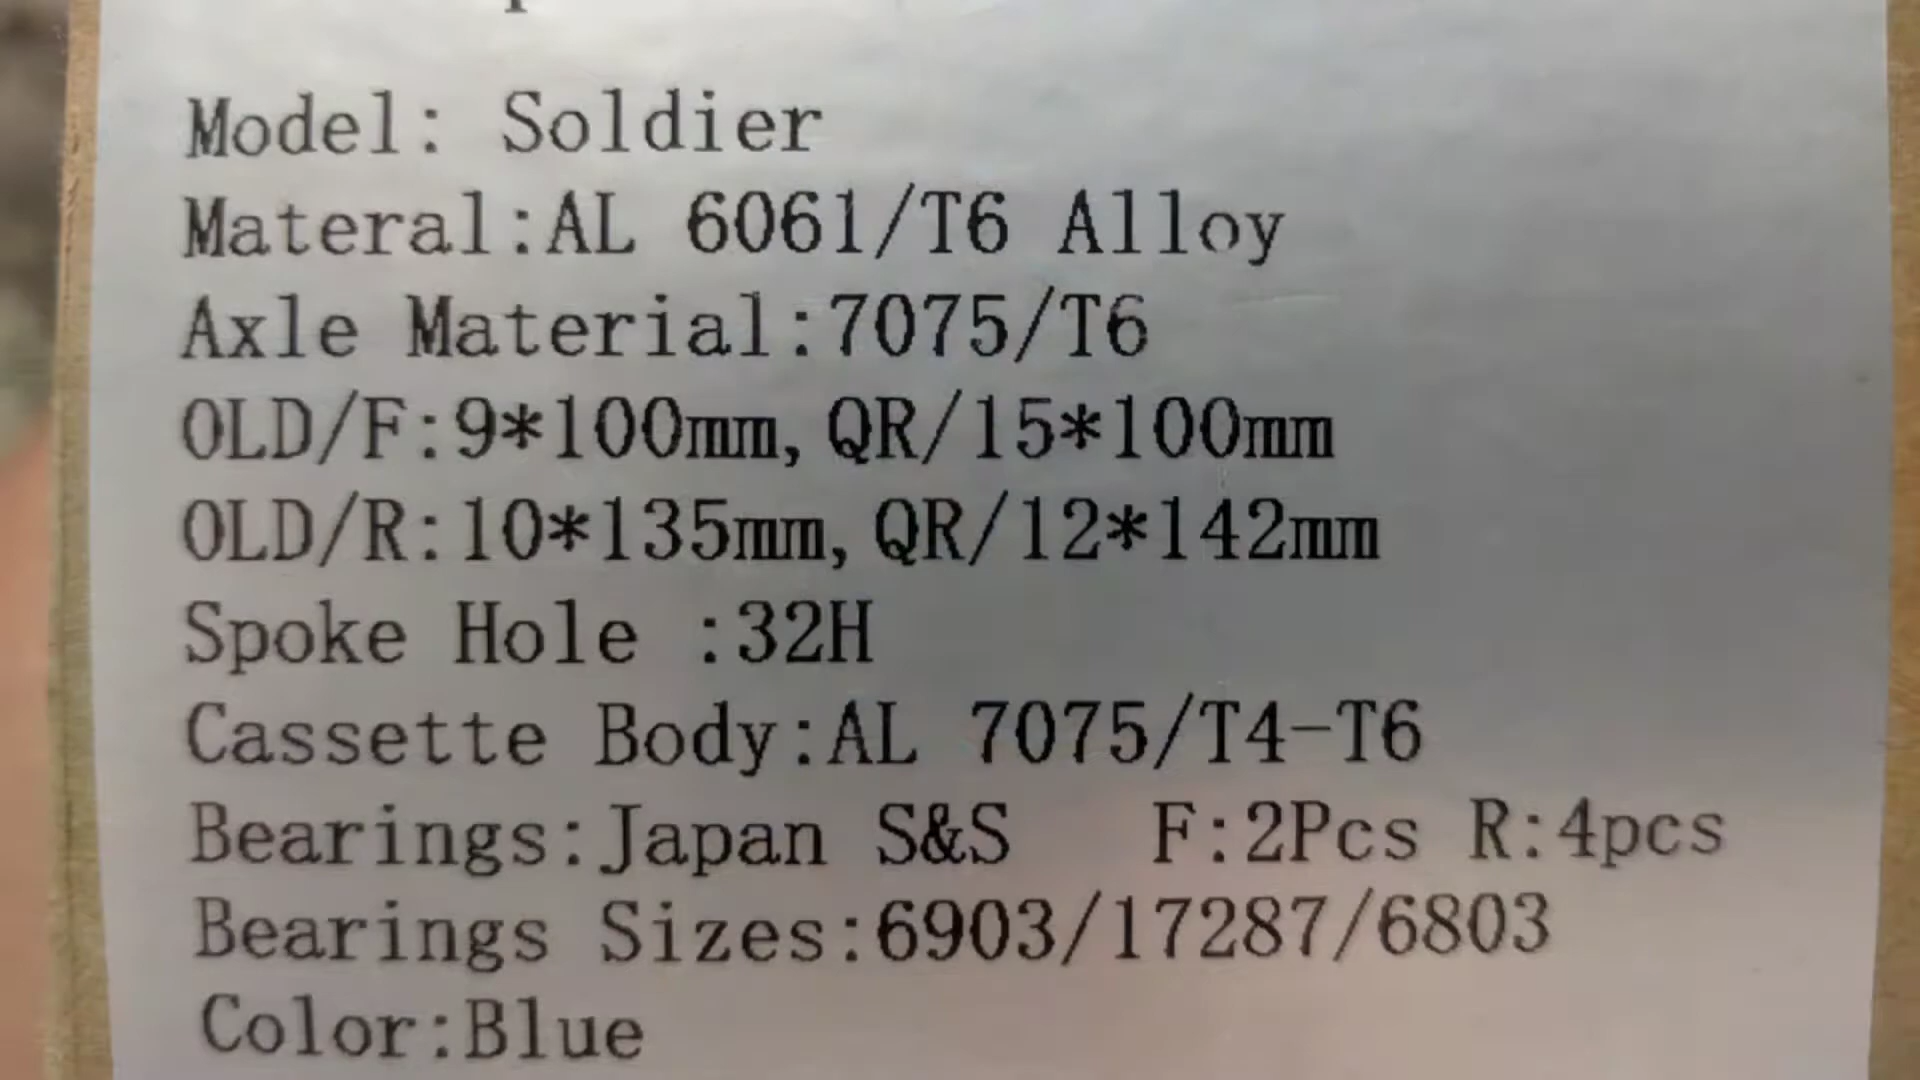 Model: Soldier
Materal:AL 6061/T6 Alloy
Axle Material:7075/T6
OLD/F:9*100mm, QR/15*100mm
OLD/R:10*135mm, QR/12*142mm
Spoke Hole :32H
Cassette Body:AL 7075/T4-T6
Bearings:Japan S&S F:2Pcs R:4pcs
Bearings Sizes:6903/17287/6803
Color:Blue